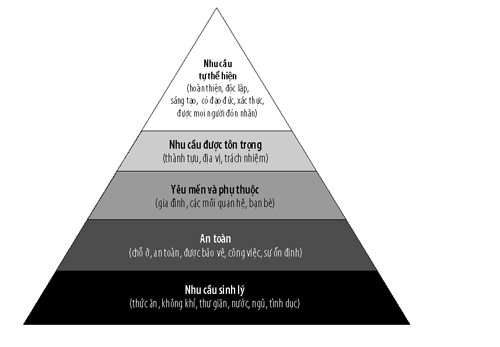 Nhu cầu
tự thể hiện
(hoàn thiện, độc lập,
sáng tạo, có đạo đức, xác thực,
được mọi người đón nhận)
Nhu cầu được tôn trọng
(thành tựu, địa vị, trách nhiệm)
Yêu mến và phụ thuộc
(gia đình, các mối quan hệ, bạn bè)
An toàn
(chỗ ở, an toàn, được bảo vệ, công việc, sự ổn định)
Nhu cầu sinh lý
(thức ăn, không khí, thư giãn, nước, ngủ, tình dục)